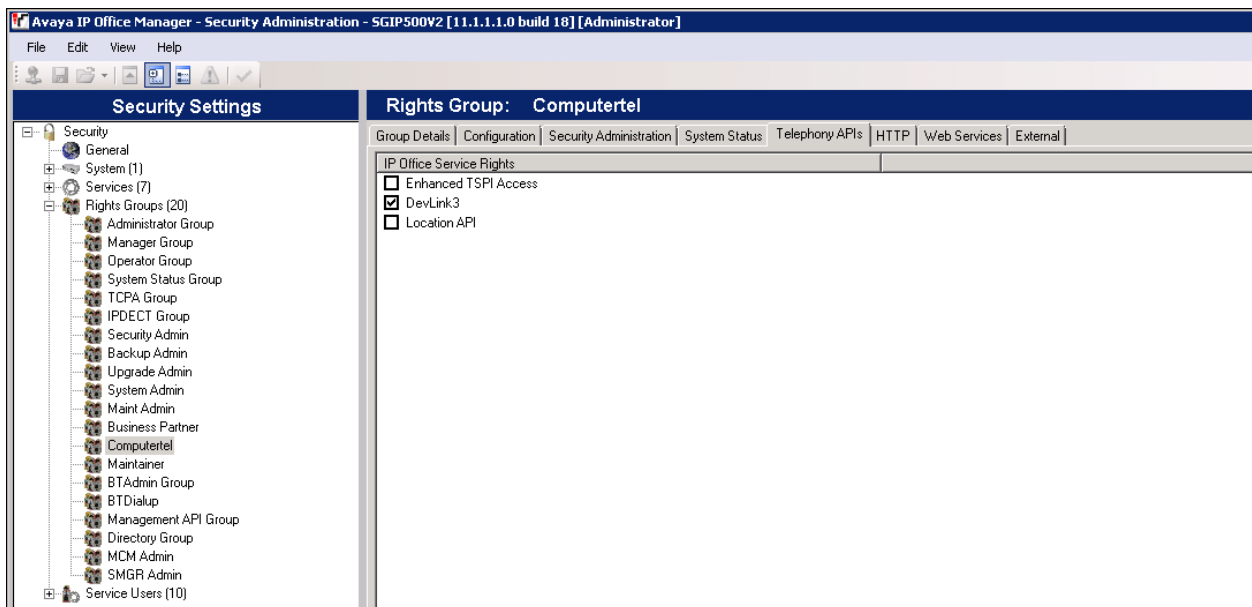 Avaya IP Office Manager - Security Administration - SGIP500V2 [11.1.1.1.0 build 18] [Administrator]
File Edit View Help
Security Settings
Security
General
System (1)
Services (7)
Rights Groups (20)
Administrator Group
Manager Group
Operator Group
System Status Group
TCPA Group
IPDECT Group
Security Admin
Backup Admin
Upgrade Admin
System Admin
Maint Admin
Business Partner
Computertel
Maintainer
BTAdmin Group
BTDialup
Management API Group
Directory Group
MCM Admin
SMGR Admin
Service Users (10)
Rights Group: Computertel
Group Details Configuration Security Administration System Status Telephony APIs HTTP Web Services External
IP Office Service Rights
Enhanced TSPI Access
DevLink3
Location API